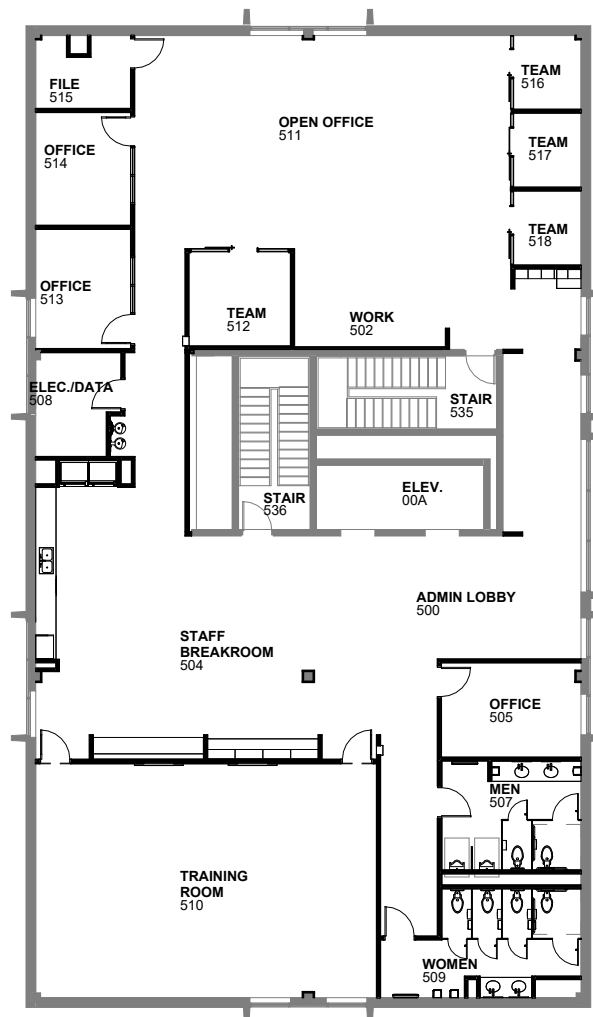 FILE
515
TEAM
516
OPEN OFFICE
511
OFFICE
514
TEAM
517
TEAM
518
OFFICE
513
TEAM
512
WORK
502
ELEC./DATA
508
STAIR
535
STAIR
536
ELEV.
00A
ADMIN LOBBY
500
STAFF
BREAKROOM
504
OFFICE
505
MEN
507
TRAINING
ROOM
510
WOMEN
509